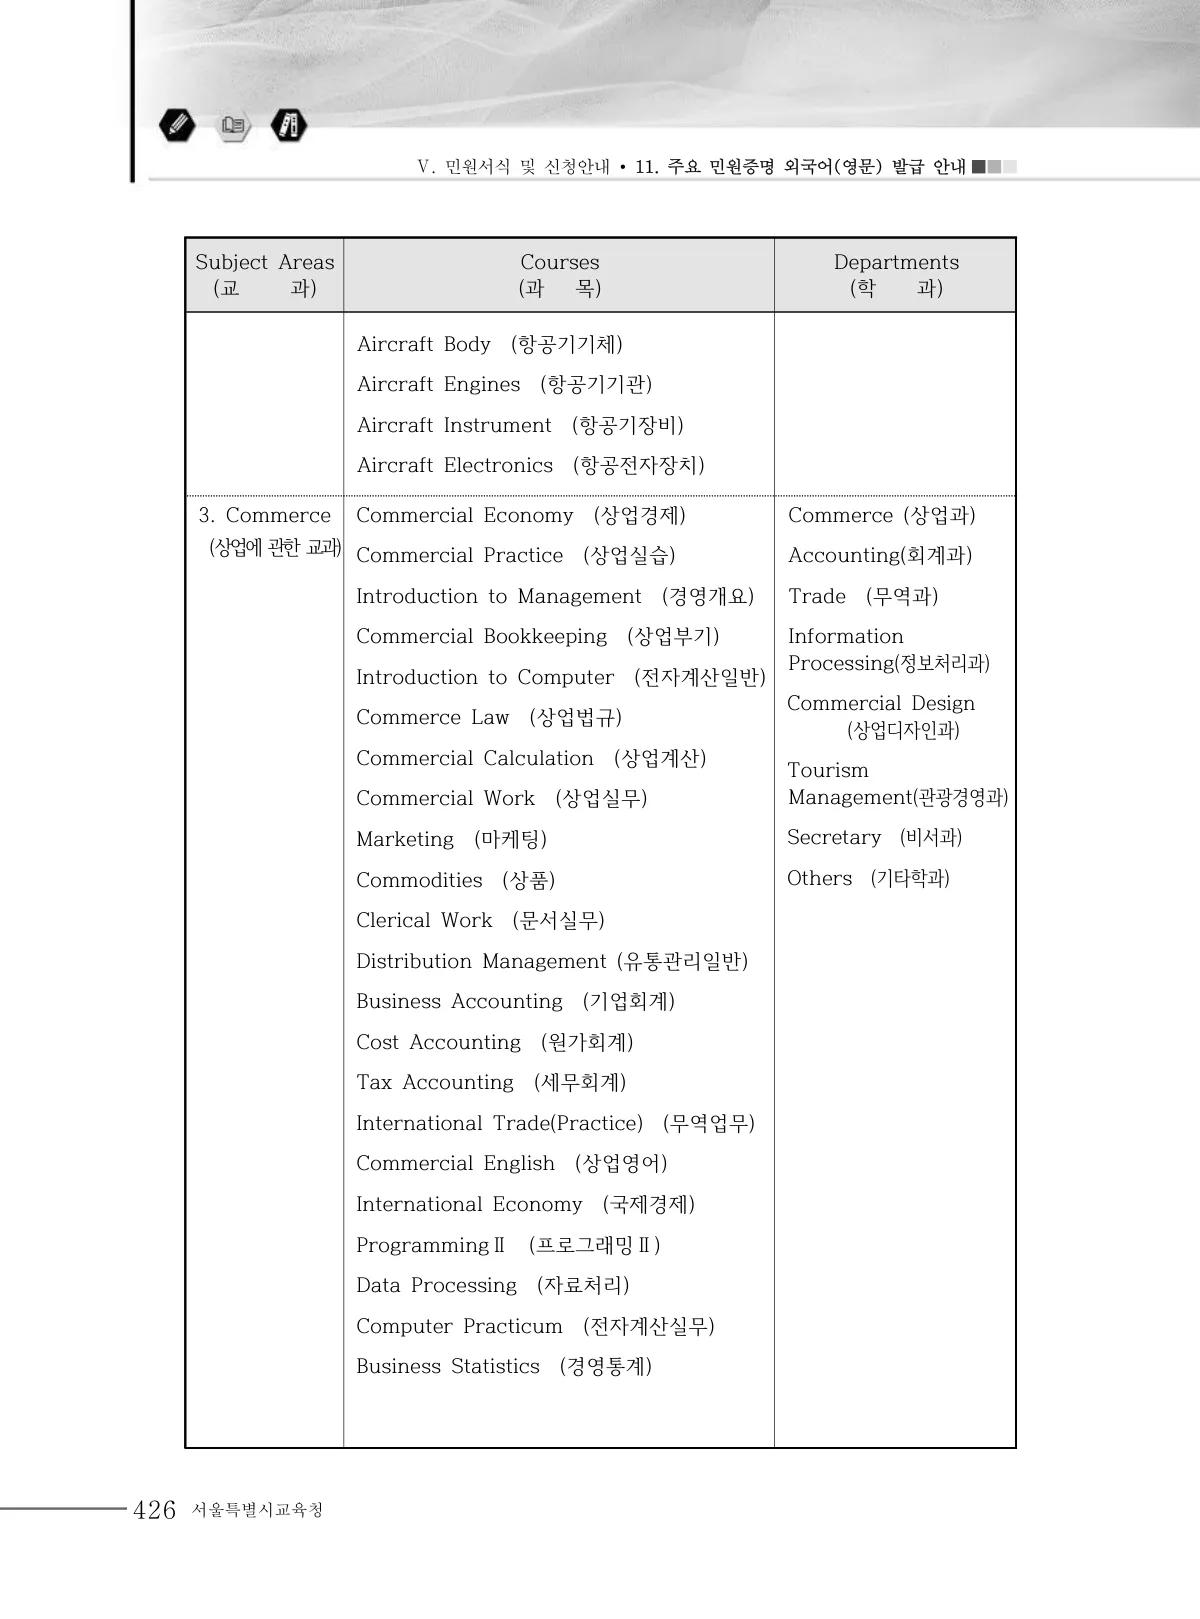 Ⅴ. 민원서식 및 신청안내 • 11. 주요 민원증명 외국어(영문) 발급 안내
Subject Areas
(교 과)
Courses
(과 목)
Departments
(학 과)
Aircraft Body (항공기기체)
Aircraft Engines (항공기기관)
Aircraft Instrument (항공기장비)
Aircraft Electronics (항공전자장치)
3. Commerce
(상업에 관한 교과)
Commercial Economy (상업경제)
Commercial Practice (상업실습)
Introduction to Management (경영개요)
Commercial Bookkeeping (상업부기)
Introduction to Computer (전자계산일반)
Commerce Law (상업법규)
Commercial Calculation (상업계산)
Commercial Work (상업실무)
Marketing (마케팅)
Commodities (상품)
Clerical Work (문서실무)
Distribution Management (유통관리일반)
Business Accounting (기업회계)
Cost Accounting (원가회계)
Tax Accounting (세무회계)
International Trade(Practice) (무역업무)
Commercial English (상업영어)
International Economy (국제경제)
ProgrammingⅡ (프로그래밍Ⅱ)
Data Processing (자료처리)
Computer Practicum (전자계산실무)
Business Statistics (경영통계)
Commerce (상업과)
Accounting(회계과)
Trade (무역과)
Information
Processing(정보처리과)
Commercial Design
(상업디자인과)
Tourism
Management(관광경영과)
Secretary (비서과)
Others (기타학과)
426 서울특별시교육청